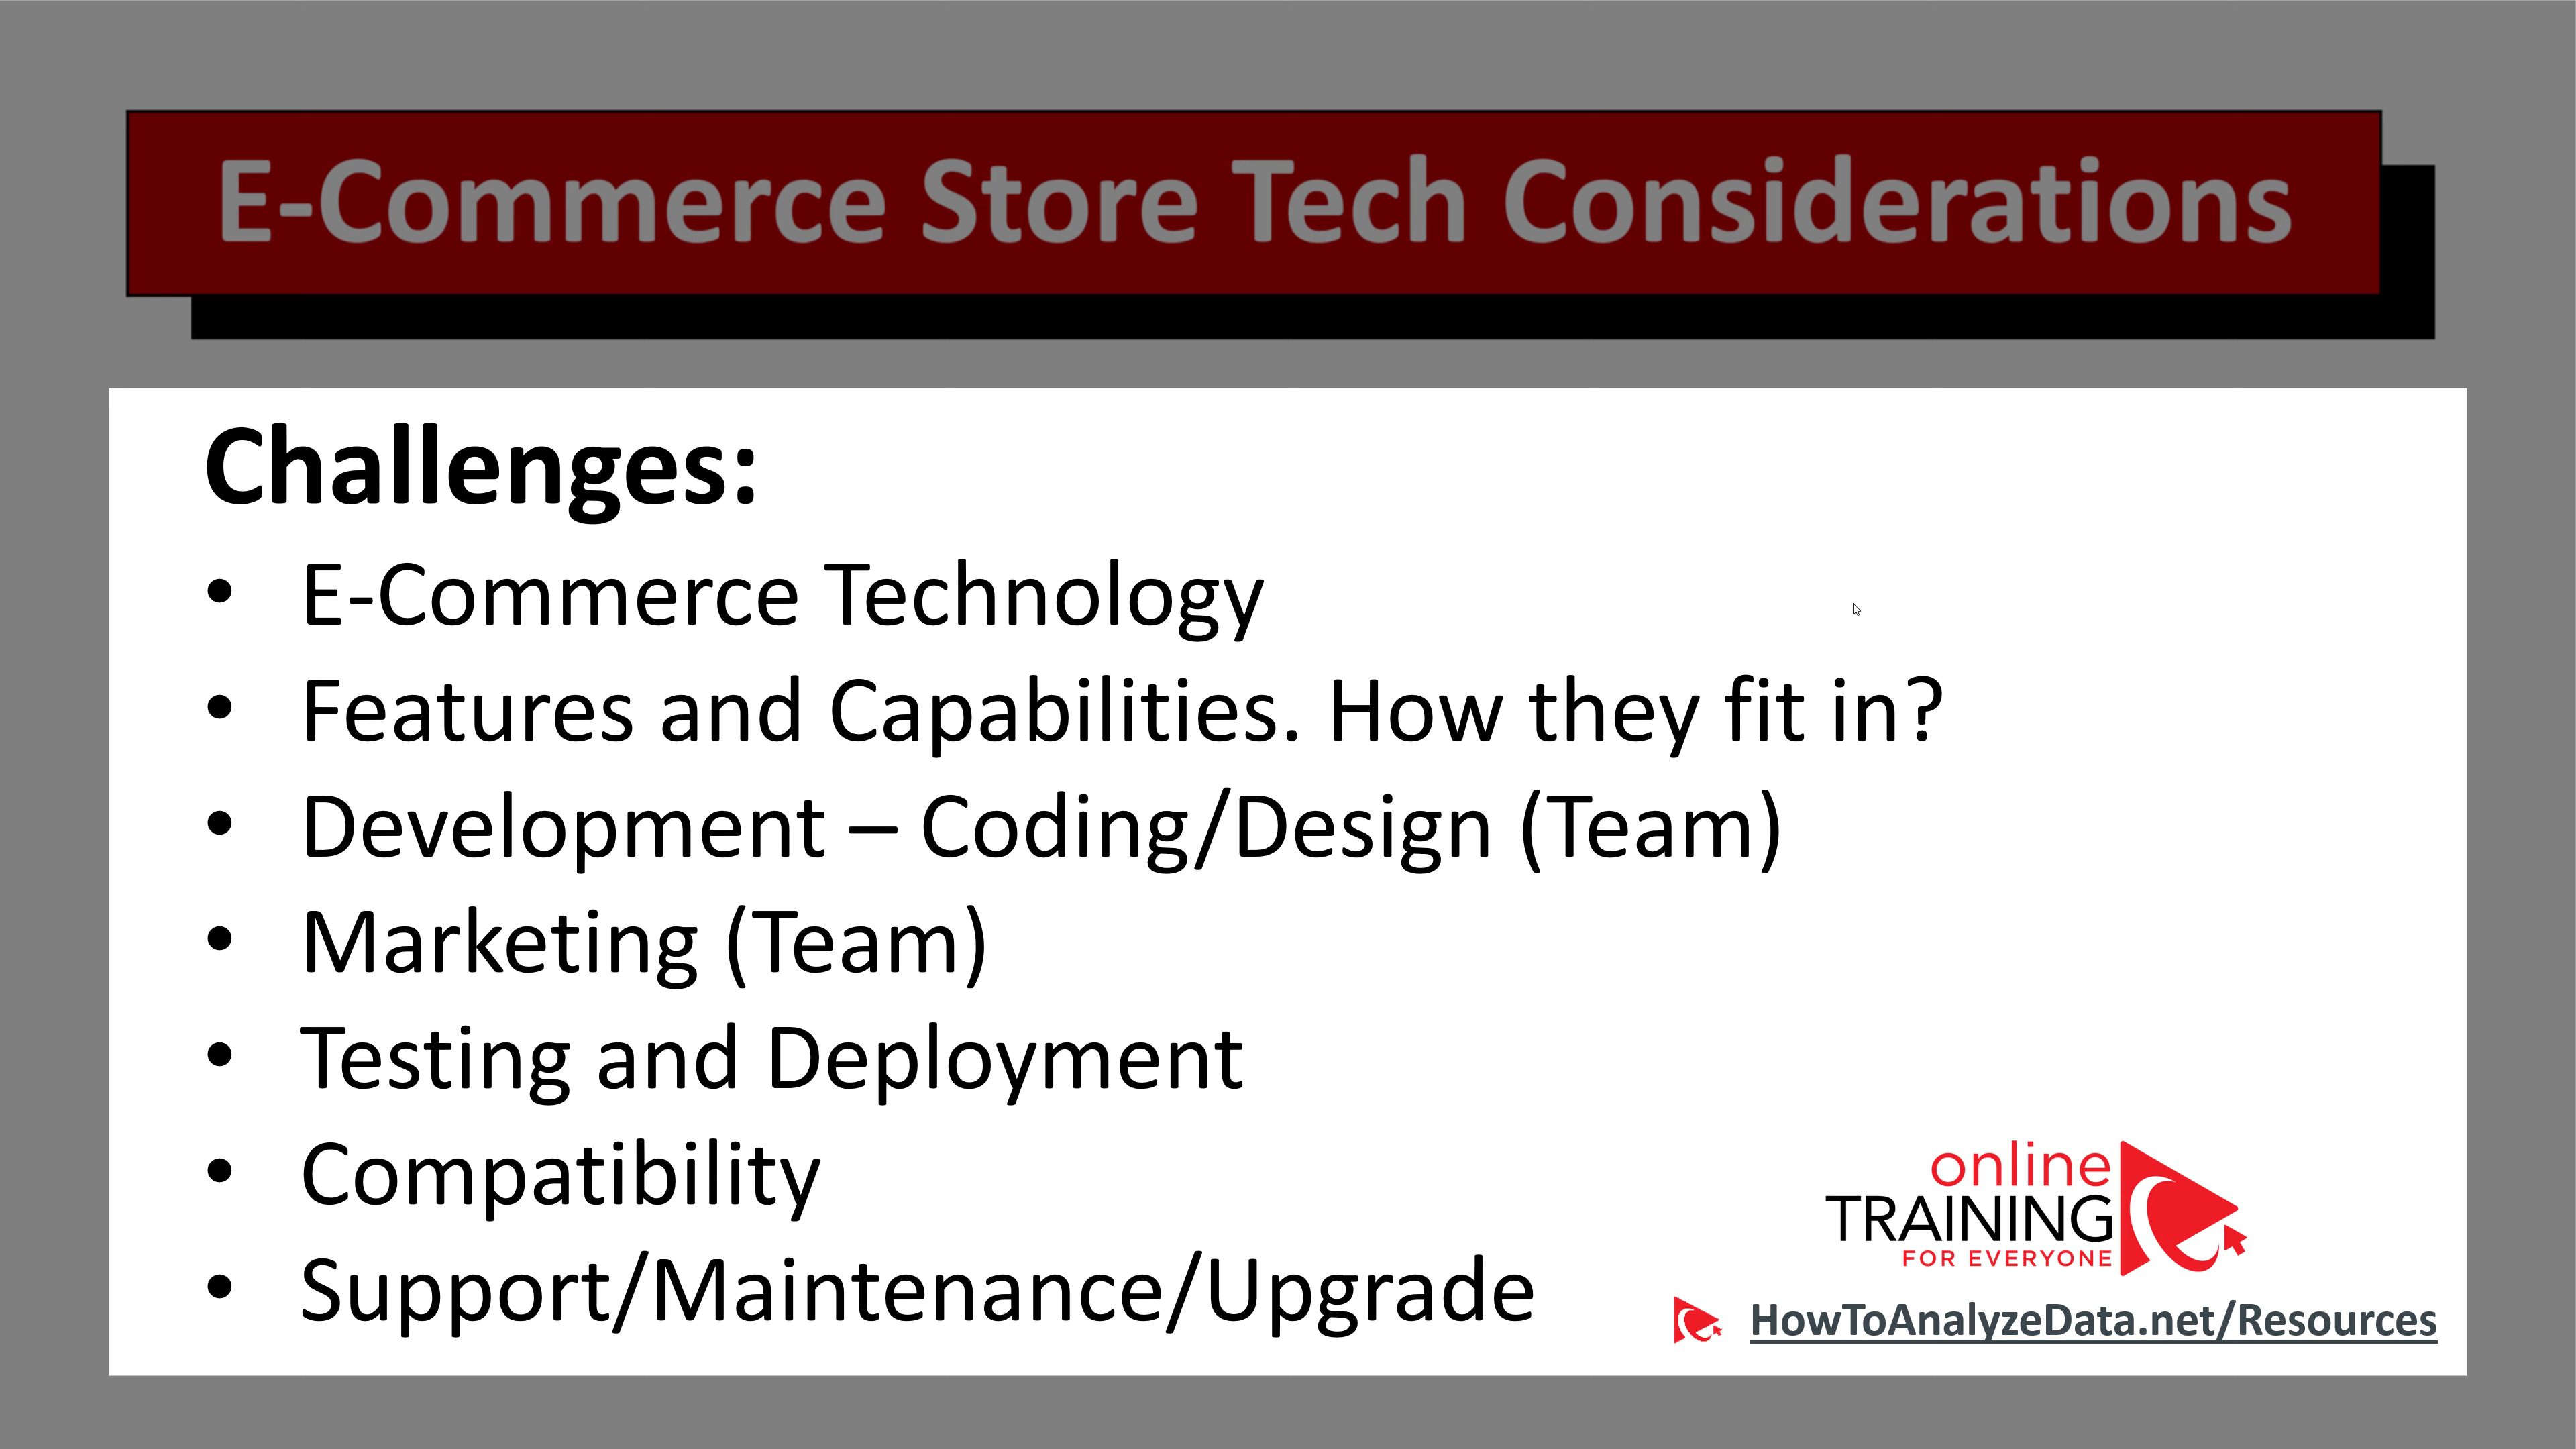 E-Commerce Store Tech Considerations
Challenges:
• E-Commerce Technology
• Features and Capabilities. How they fit in?
• Development – Coding/Design (Team)
• Marketing (Team)
• Testing and Deployment
• Compatibility
• Support/Maintenance/Upgrade
online
TRAINING
FOR EVERYONE
HowToAnalyzeData.net/Resources